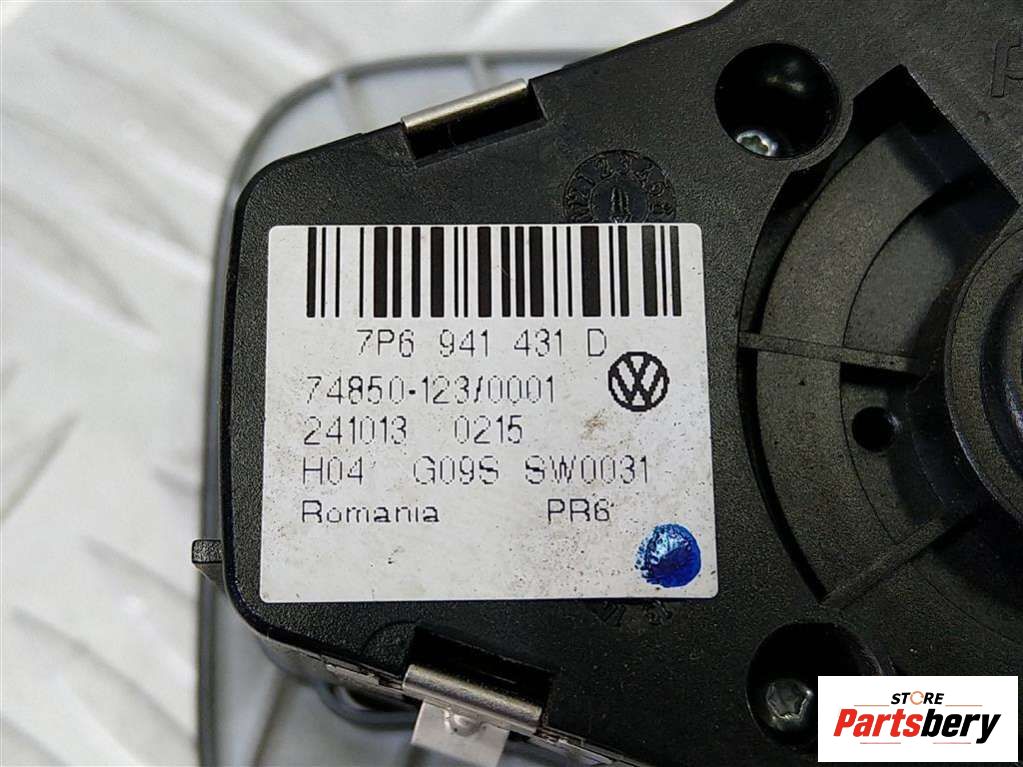 7P6 941 431 D
74850-123/0001
241013 0215
H04 G09S SW0031
Romania PR6
STORE
Partsbery